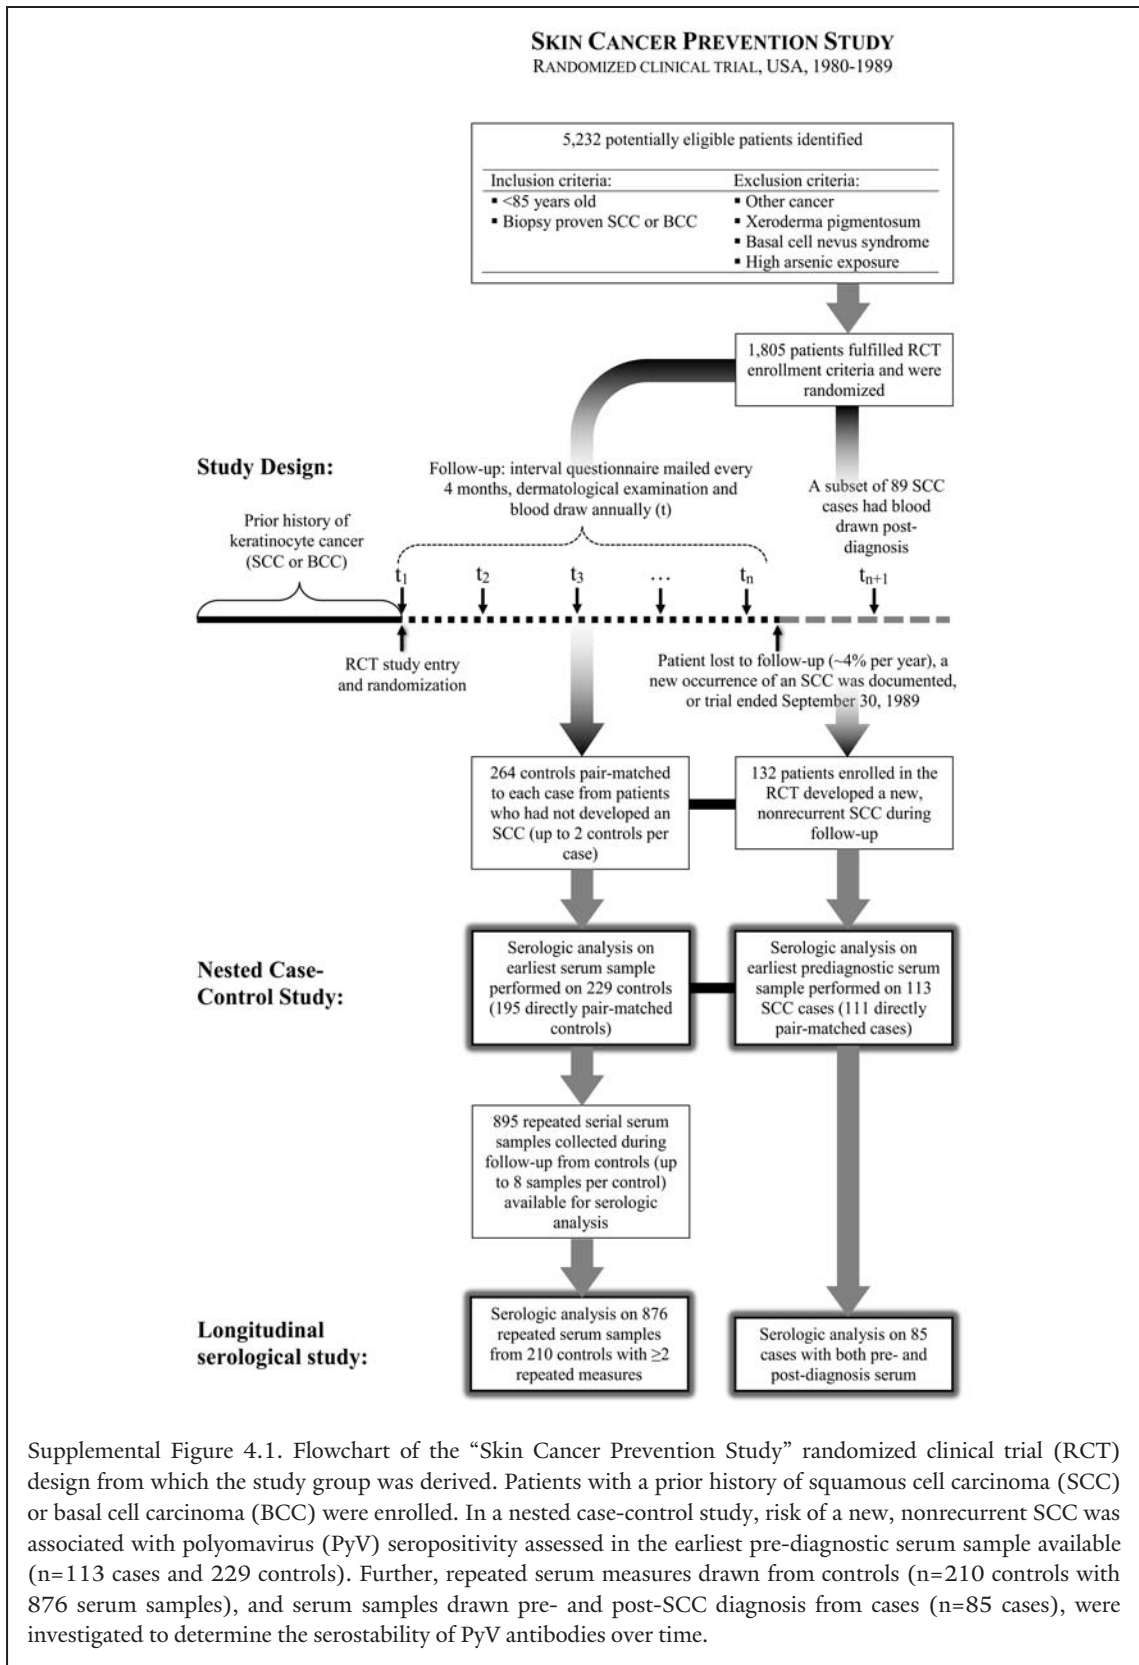 SKIN CANCER PREVENTION STUDY
RANDOMIZED CLINICAL TRIAL, USA, 1980-1989
5,232 potentially eligible patients identified
Inclusion criteria:
▪ <85 years old
▪ Biopsy proven SCC or BCC
Exclusion criteria:
▪ Other cancer
▪ Xeroderma pigmentosum
▪ Basal cell nevus syndrome
▪ High arsenic exposure
1,805 patients fulfilled RCT
enrollment criteria and were
randomized
Study Design:
Follow-up: interval questionnaire mailed every
4 months, dermatological examination and
blood draw annually (t)
A subset of 89 SCC
cases had blood
drawn post-
diagnosis
Prior history of
keratinocyte cancer
(SCC or BCC)
t1 t2 t3 … tn tn+1
RCT study entry
and randomization
Patient lost to follow-up (~4% per year), a
new occurrence of an SCC was documented,
or trial ended September 30, 1989
264 controls pair-matched
to each case from patients
who had not developed an
SCC (up to 2 controls per
case)
132 patients enrolled in the
RCT developed a new,
nonrecurrent SCC during
follow-up
Nested Case-
Control Study:
Serologic analysis on
earliest serum sample
performed on 229 controls
(195 directly pair-matched
controls)
Serologic analysis on
earliest prediagnostic serum
sample performed on 113
SCC cases (111 directly
pair-matched cases)
895 repeated serial serum
samples collected during
follow-up from controls (up
to 8 samples per control)
available for serologic
analysis
Longitudinal
serological study:
Serologic analysis on 876
repeated serum samples
from 210 controls with ≥2
repeated measures
Serologic analysis on 85
cases with both pre- and
post-diagnosis serum
Supplemental Figure 4.1. Flowchart of the “Skin Cancer Prevention Study” randomized clinical trial (RCT)
design from which the study group was derived. Patients with a prior history of squamous cell carcinoma (SCC)
or basal cell carcinoma (BCC) were enrolled. In a nested case-control study, risk of a new, nonrecurrent SCC was
associated with polyomavirus (PyV) seropositivity assessed in the earliest pre-diagnostic serum sample available
(n=113 cases and 229 controls). Further, repeated serum measures drawn from controls (n=210 controls with
876 serum samples), and serum samples drawn pre- and post-SCC diagnosis from cases (n=85 cases), were
investigated to determine the serostability of PyV antibodies over time.